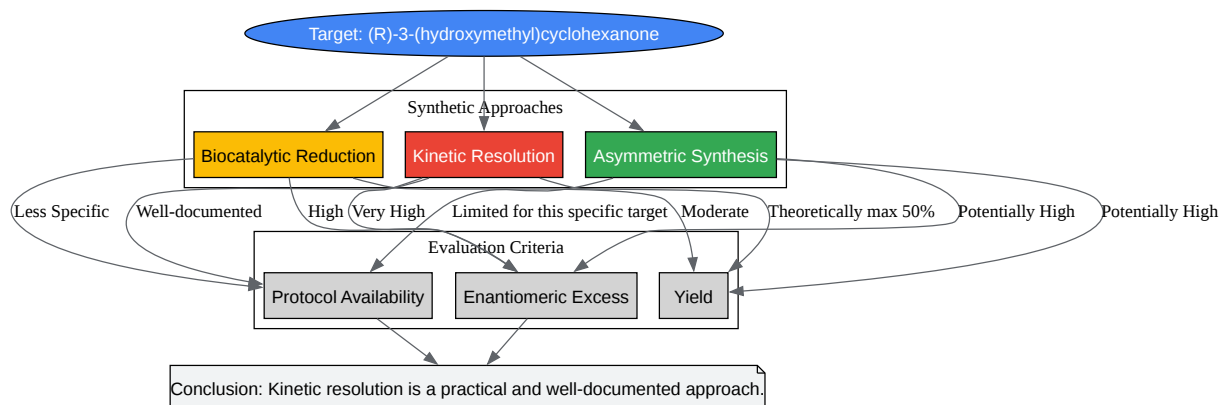 Target: (R)-3-(hydroxymethyl)cyclohexanone
Synthetic Approaches
Biocatalytic Reduction
Kinetic Resolution
Asymmetric Synthesis
Less Specific
Well-documented
High
Very High
Limited for this specific target
Moderate
Theoretically max 50%
Potentially High
Potentially High
Evaluation Criteria
Protocol Availability
Enantiomeric Excess
Yield
Conclusion: Kinetic resolution is a practical and well-documented approach.